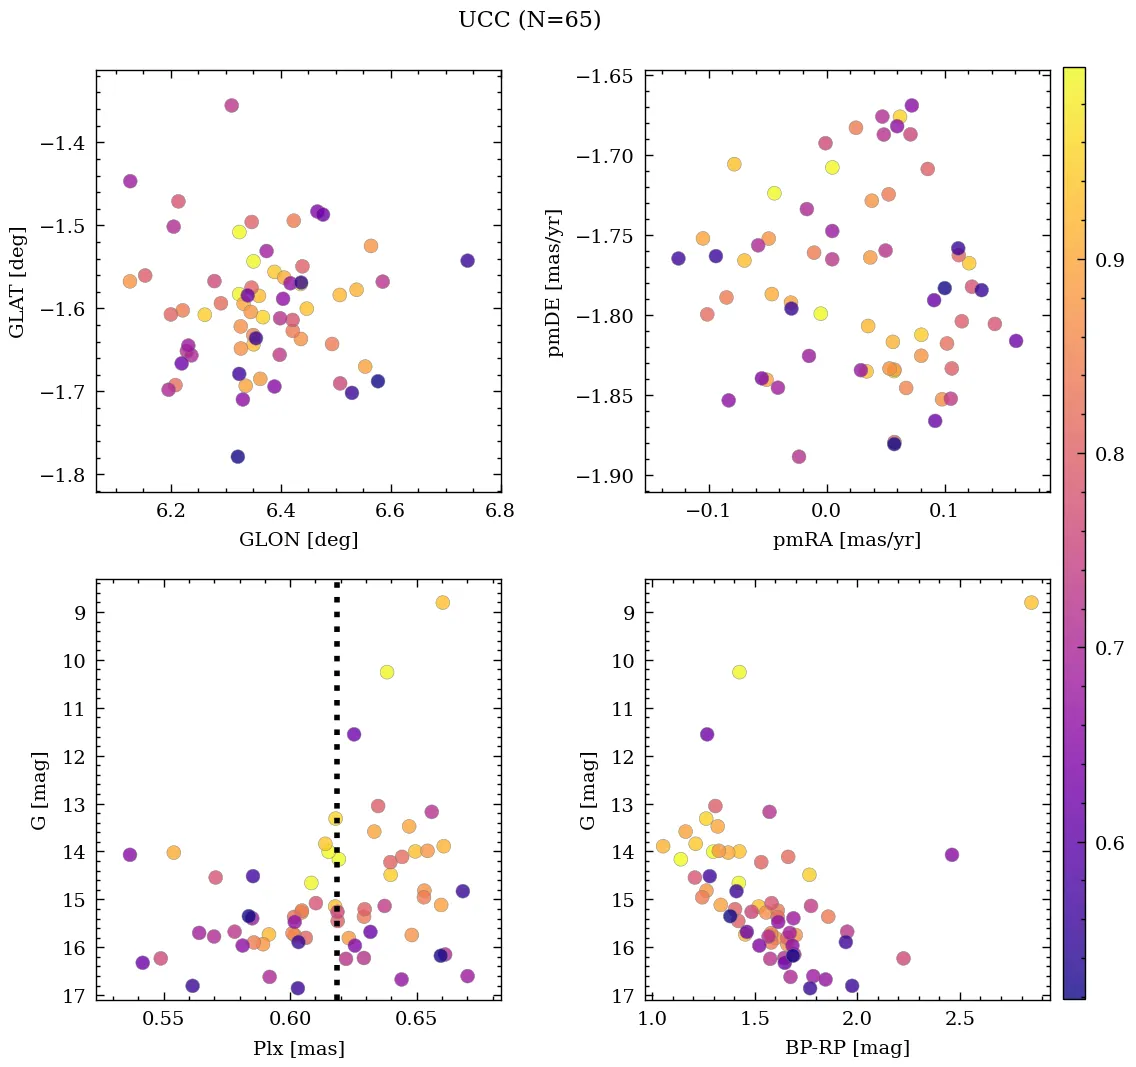 UCC (N=65)
−1.4
−1.5
−1.6
−1.7
−1.8
GLAT [deg]
6.2 6.4 6.6 6.8
GLON [deg]
−1.65
−1.70
−1.75
−1.80
−1.85
−1.90
pmDE [mas/yr]
−0.1 0.0 0.1
pmRA [mas/yr]
9
10
11
12
13
14
15
16
17
G [mag]
0.55 0.60 0.65
Plx [mas]
9
10
11
12
13
14
15
16
17
G [mag]
1.0 1.5 2.0 2.5
BP-RP [mag]
0.9
0.8
0.7
0.6